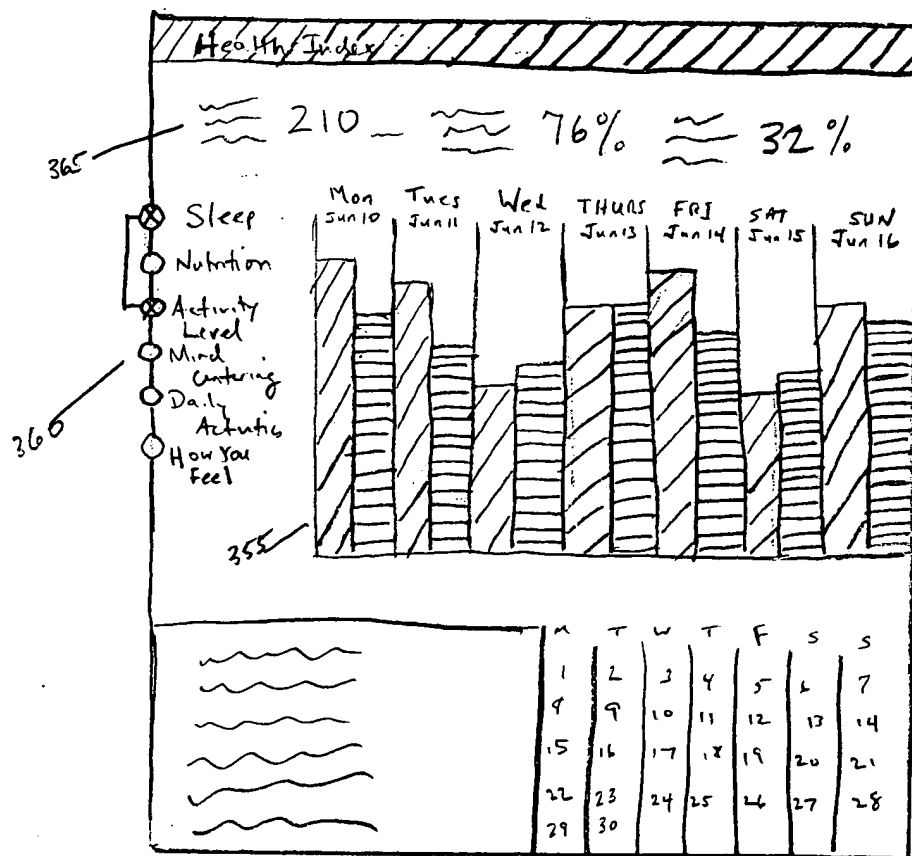 Health Index
210 76% 32%
365
Mon Tues Wed THURS FRI SAT SUN
Jun 10 Jun 11 Jun 12 Jun 13 Jun 14 Jun 15 Jun 16
Sleep
Nutrition
Activity
Level
Mind
Centering
Daily
Activities
How You
Feel
360
355
M T W T F S S
1 2 3 4 5 6 7
8 9 10 11 12 13 14
15 16 17 18 19 20 21
22 23 24 25 26 27 28
29 30